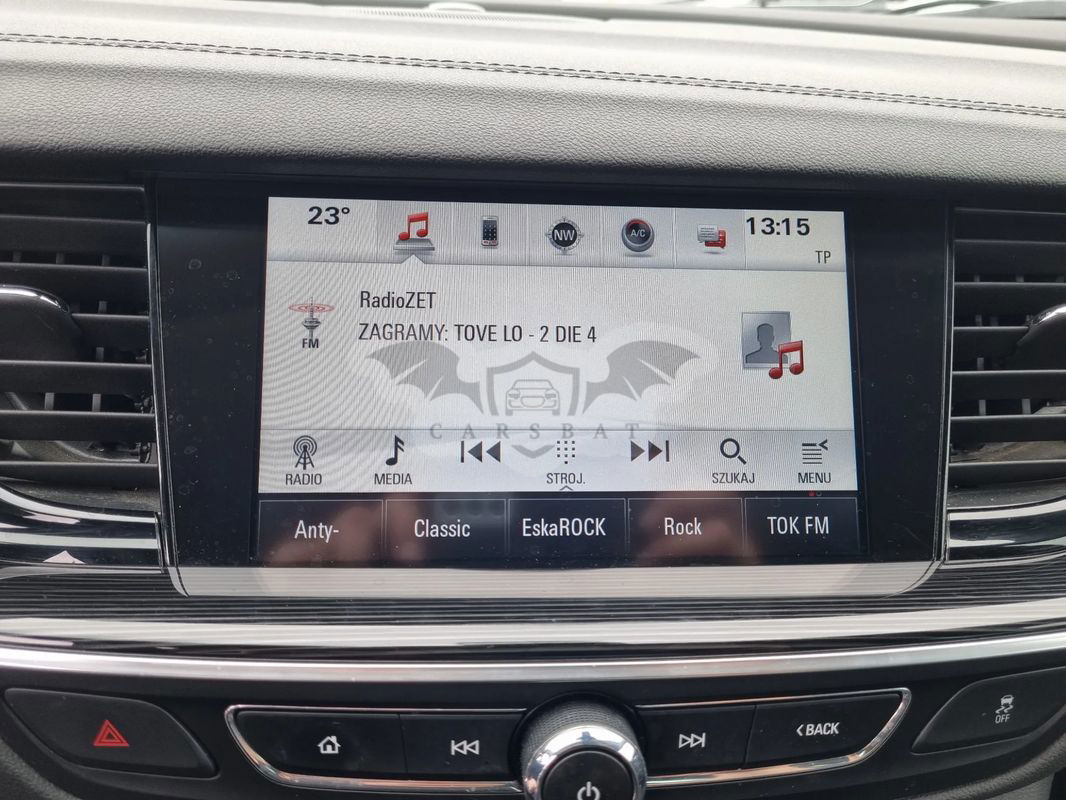 23°
NW
A/C
13:15
TP
RadioZET
FM
ZAGRAMY: TOVE LO - 2 DIE 4
CARSBAT
RADIO
MEDIA
STROJ.
SZUKAJ
MENU
Anty-
Classic
EskaROCK
Rock
TOK FM
BACK
OFF